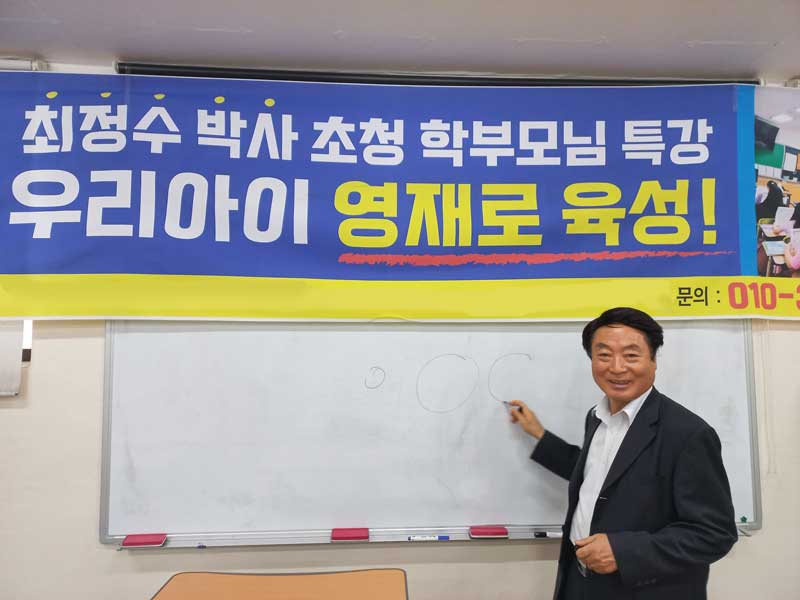 최정수 박사 초청 학부모님 특강
우리아이 영재로 육성!
문의 : 010-